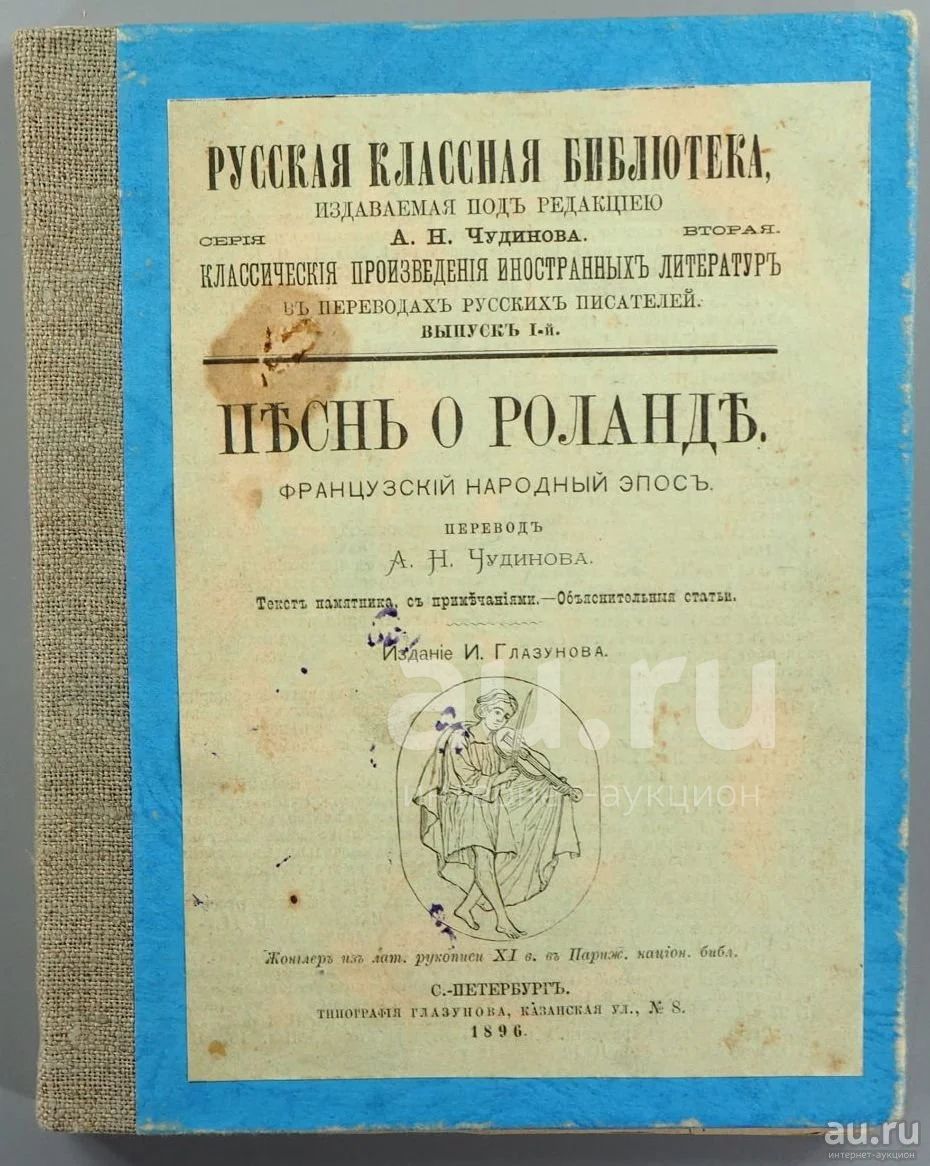 РУССКАЯ КЛАССНАЯ БИБЛІОТЕКА,
ИЗДАВАЕМАЯ ПОДЪ РЕДАКЦІЕЮ
СЕРІЯ А. Н. ЧУДИНОВА. ВТОРАЯ.
КЛАССИЧЕСКІЯ ПРОИЗВЕДЕНІЯ ИНОСТРАННЫХЪ ЛИТЕРАТУРЪ
ВЪ ПЕРЕВОДАХЪ РУССКИХЪ ПИСАТЕЛЕЙ.
ВЫПУСКЪ I-й.
ПѢСНЬ О РОЛАНДѢ.
ФРАНЦУЗСКІЙ НАРОДНЫЙ ЭПОСЪ.
ПЕРЕВОДЪ
А. Н. ЧУДИНОВА.
Текстъ памятника, съ примѣчаніями.—Объяснительныя статьи.
Изданіе И. ГЛАЗУНОВА.
au.ru
интернет-аукцион
Жонглеръ изъ лат. рукописи XI в. въ Париж. націон. библ.
С.-ПЕТЕРБУРГЪ.
ТИПОГРАФІЯ ГЛАЗУНОВА, КАЗАНСКАЯ УЛ., № 8.
1896.
au.ru
интернет-аукцион